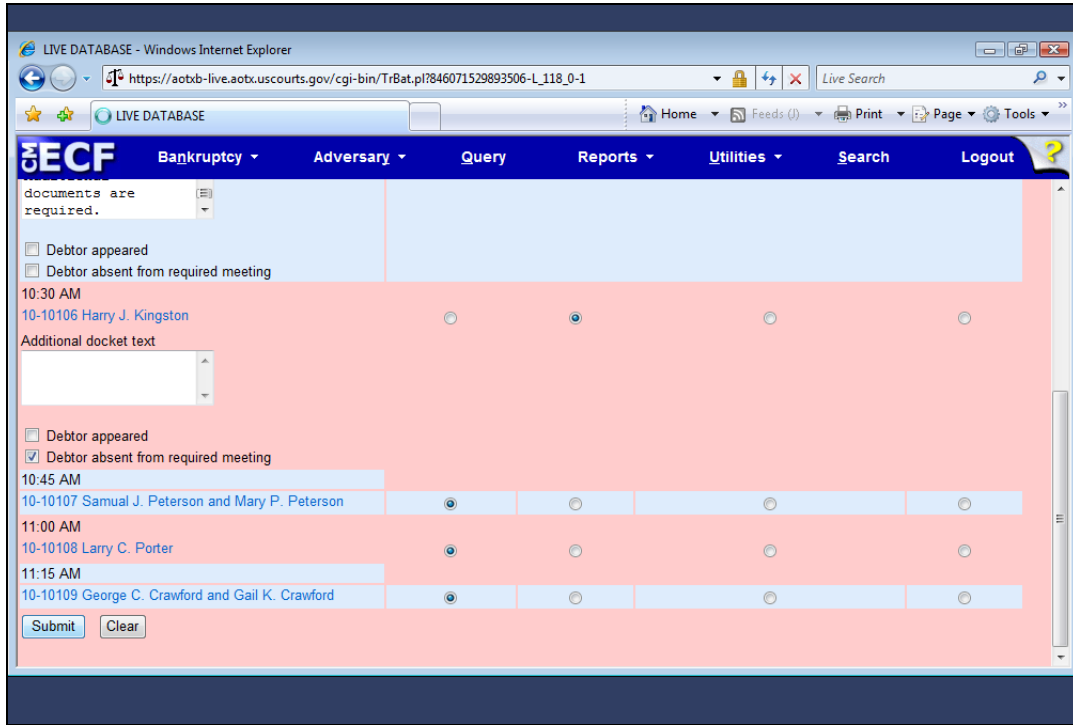 LIVE DATABASE - Windows Internet Explorer
https://aotxb-live.aotx.uscourts.gov/cgi-bin/TrBat.pl?846071529893506-L_118_0-1
Live Search
LIVE DATABASE
Home
Feeds (J)
Print
Page
Tools
CM
ECF
Bankruptcy
Adversary
Query
Reports
Utilities
Search
Logout
?
documents are
required.
Debtor appeared
Debtor absent from required meeting
10:30 AM
10-10106 Harry J. Kingston
Additional docket text
Debtor appeared
Debtor absent from required meeting
10:45 AM
10-10107 Samual J. Peterson and Mary P. Peterson
11:00 AM
10-10108 Larry C. Porter
11:15 AM
10-10109 George C. Crawford and Gail K. Crawford
Submit
Clear